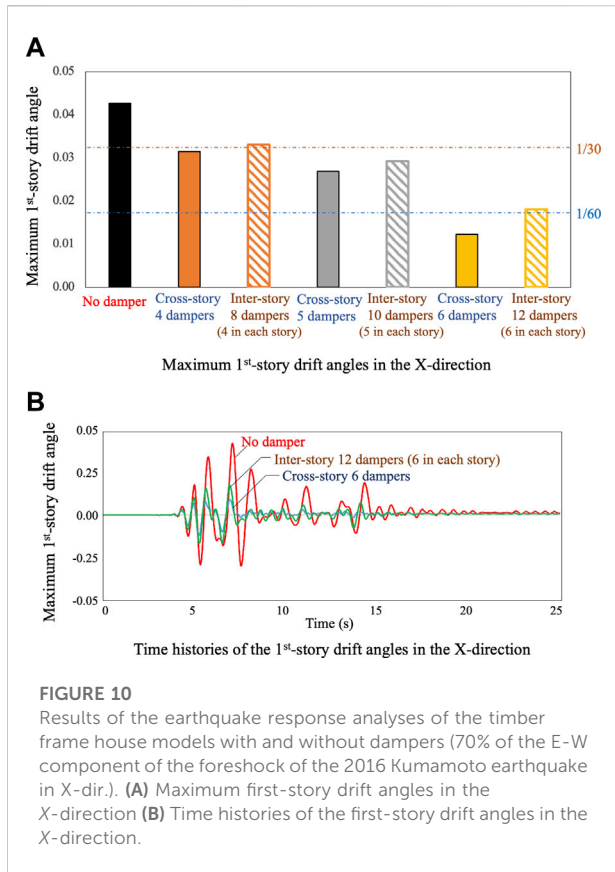 A
Maximum 1st-story drift angle
0.05
0.04
0.03
0.02
0.01
0.00
1/30
1/60
No damper
Cross-story
4 dampers
Inter-story
8 dampers
(4 in each story)
Cross-story
5 dampers
Inter-story
10 dampers
(5 in each story)
Cross-story
6 dampers
Inter-story
12 dampers
(6 in each story)
Maximum 1st-story drift angles in the X-direction
B
Maximum 1st-story drift angle
0.05
0.25
0.00
-0.25
-0.05
No damper
Inter-story 12 dampers (6 in each story)
Cross-story 6 dampers
0 5 10 15 20 25
Time (s)
Time histories of the 1st-story drift angles in the X-direction
FIGURE 10
Results of the earthquake response analyses of the timber
frame house models with and without dampers (70% of the E-W
component of the foreshock of the 2016 Kumamoto earthquake
in X-dir.). (A) Maximum first-story drift angles in the
X-direction (B) Time histories of the first-story drift angles in the
X-direction.